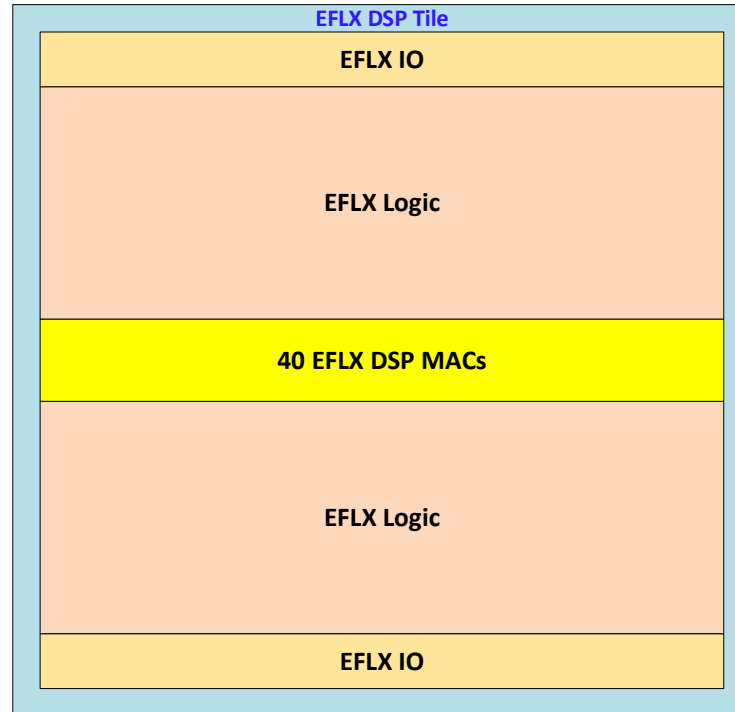 EFLX DSP Tile
EFLX IO
EFLX Logic
40 EFLX DSP MACs
EFLX Logic
EFLX IO